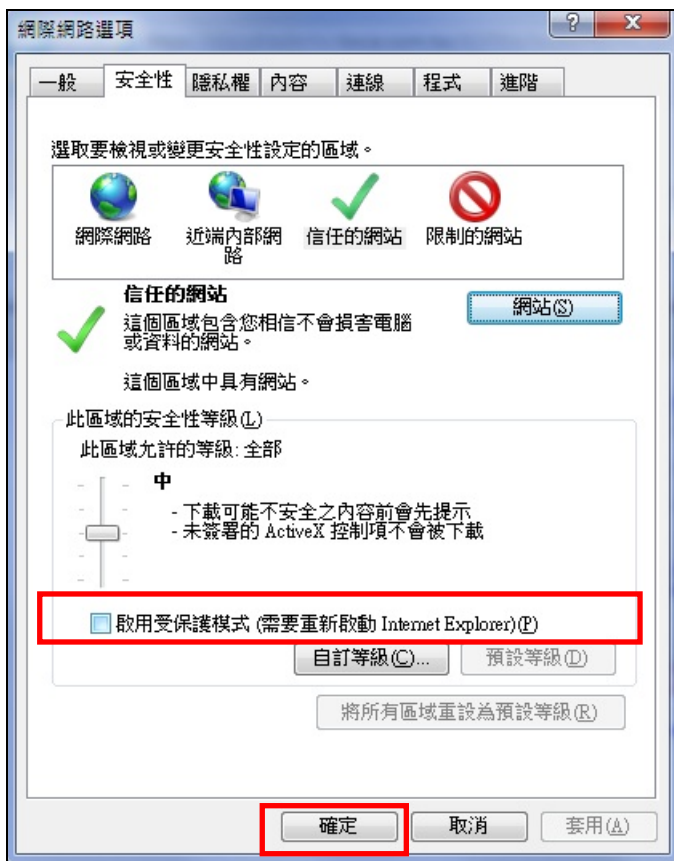 網際網路選項
一般 安全性 隱私權 內容 連線 程式 進階
選取要檢視或變更安全性設定的區域。
網際網路 近端內部網路 信任的網站 限制的網站
信任的網站
網站(S)
這個區域包含您相信不會損害電腦
或資料的網站。
這個區域中具有網站。
此區域的安全性等級(L)
此區域允許的等級: 全部
中
- 下載可能不安全之內容前會先提示
- 未簽署的 ActiveX 控制項不會被下載
啟用受保護模式 (需要重新啟動 Internet Explorer)(P)
自訂等級(C)... 預設等級(D)
將所有區域重設為預設等級(R)
確定 取消 套用(A)